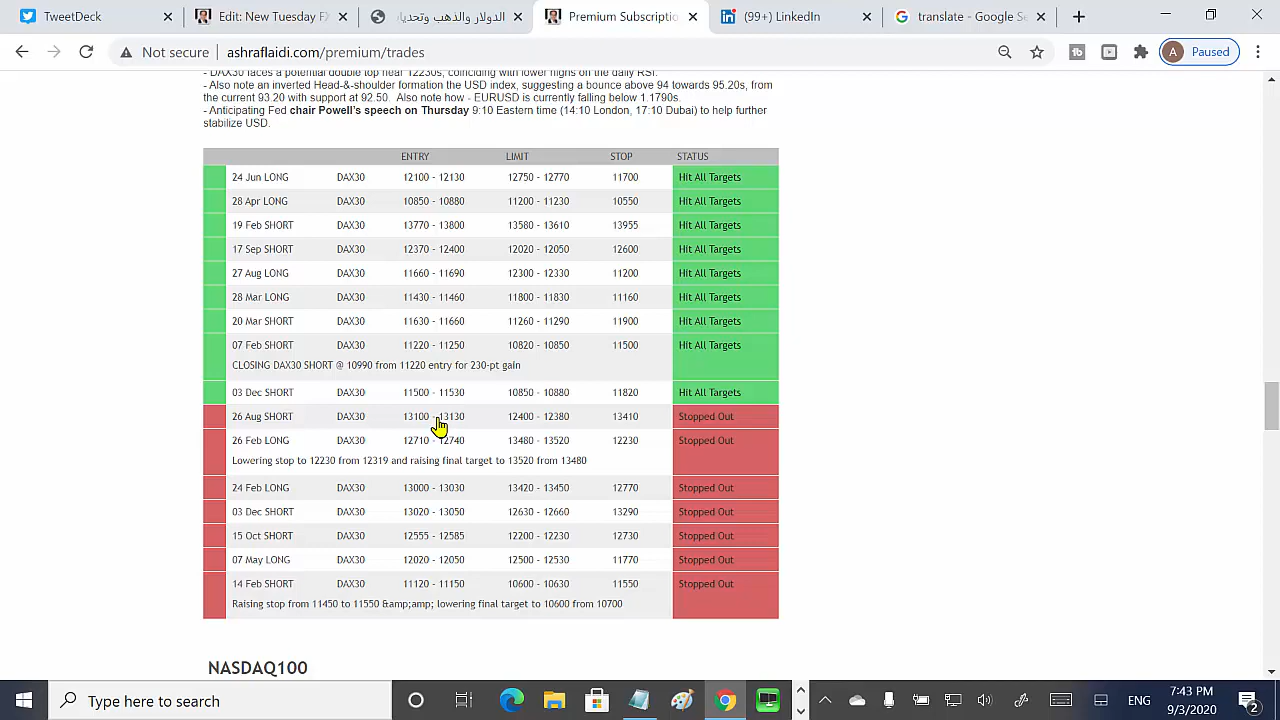 TweetDeck
Edit: New Tuesday F
الدولار والذهب وتحديا
Premium Subscriptio
(99+) LinkedIn
translate - Google Se
Not secure
ashraflaidi.com/premium/trades
Paused
- DAX30 faces a potential double top near 12230s, coinciding with lower highs on the daily RSI.
- Also note an inverted Head-&-shoulder formation the USD index, suggesting a bounce above 94 towards 95.20s, from
the current 93.20 with support at 92.50. Also note how - EURUSD is currently falling below 1.1790s.
- Anticipating Fed chair Powell's speech on Thursday 9:10 Eastern time (14:10 London, 17:10 Dubai) to help further
stabilize USD.
ENTRY LIMIT STOP STATUS
24 Jun LONG DAX30 12100 - 12130 12750 - 12770 11700 Hit All Targets
28 Apr LONG DAX30 10850 - 10880 11200 - 11230 10550 Hit All Targets
19 Feb SHORT DAX30 13770 - 13800 13580 - 13610 13955 Hit All Targets
17 Sep SHORT DAX30 12370 - 12400 12020 - 12050 12600 Hit All Targets
27 Aug LONG DAX30 11660 - 11690 12300 - 12330 11200 Hit All Targets
28 Mar LONG DAX30 11430 - 11460 11800 - 11830 11160 Hit All Targets
20 Mar SHORT DAX30 11630 - 11660 11260 - 11290 11900 Hit All Targets
07 Feb SHORT DAX30 11220 - 11250 10820 - 10850 11500 Hit All Targets
CLOSING DAX30 SHORT @ 10990 from 11220 entry for 230-pt gain
03 Dec SHORT DAX30 11500 - 11530 10850 - 10880 11820 Hit All Targets
26 Aug SHORT DAX30 13100 - 13130 12400 - 12380 13410 Stopped Out
26 Feb LONG DAX30 12710 - 12740 13480 - 13520 12230 Stopped Out
Lowering stop to 12230 from 12319 and raising final target to 13520 from 13480
24 Feb LONG DAX30 13000 - 13030 13420 - 13450 12770 Stopped Out
03 Dec SHORT DAX30 13020 - 13050 12630 - 12660 13290 Stopped Out
15 Oct SHORT DAX30 12555 - 12585 12200 - 12230 12730 Stopped Out
07 May LONG DAX30 12020 - 12050 12500 - 12530 11770 Stopped Out
14 Feb SHORT DAX30 11120 - 11150 10600 - 10630 11550 Stopped Out
Raising stop from 11450 to 11550 &amp;amp; lowering final target to 10600 from 10700
NASDAQ100
Type here to search
ENG
7:43 PM
9/3/2020
2